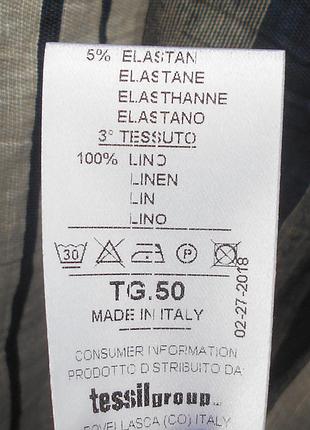 5% ELASTAN
ELASTANE
ELASTHANNE
ELASTANO
3° TESSUTO
100% LINO
LINEN
LIN
LINO
30
P
TG.50
MADE IN ITALY
02-27-2018
CONSUMER INFORMATION
PRODOTTO DISTRIBUITO DA:
tessilgroup
ROVELLASCA (CO) ITALY